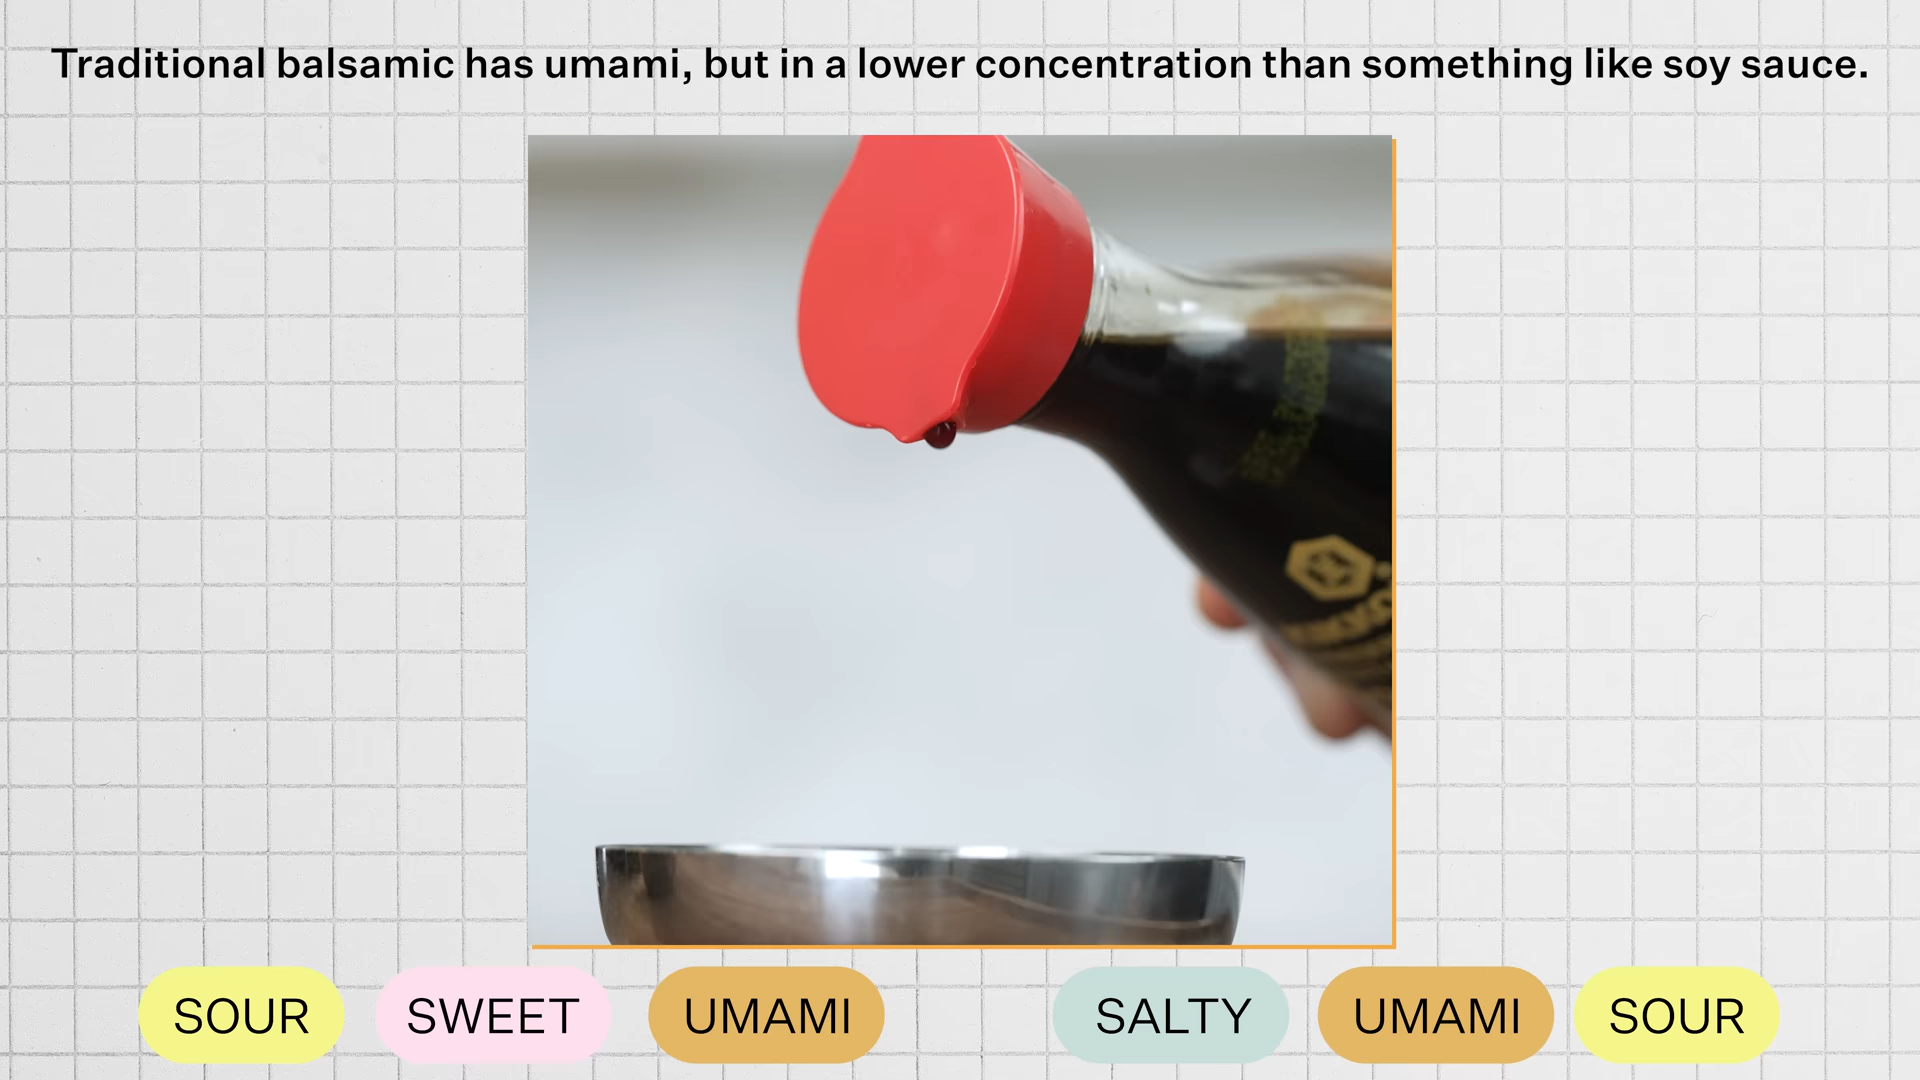 Traditional balsamic has umami, but in a lower concentration than something like soy sauce.
SOUR SWEET UMAMI SALTY UMAMI SOUR